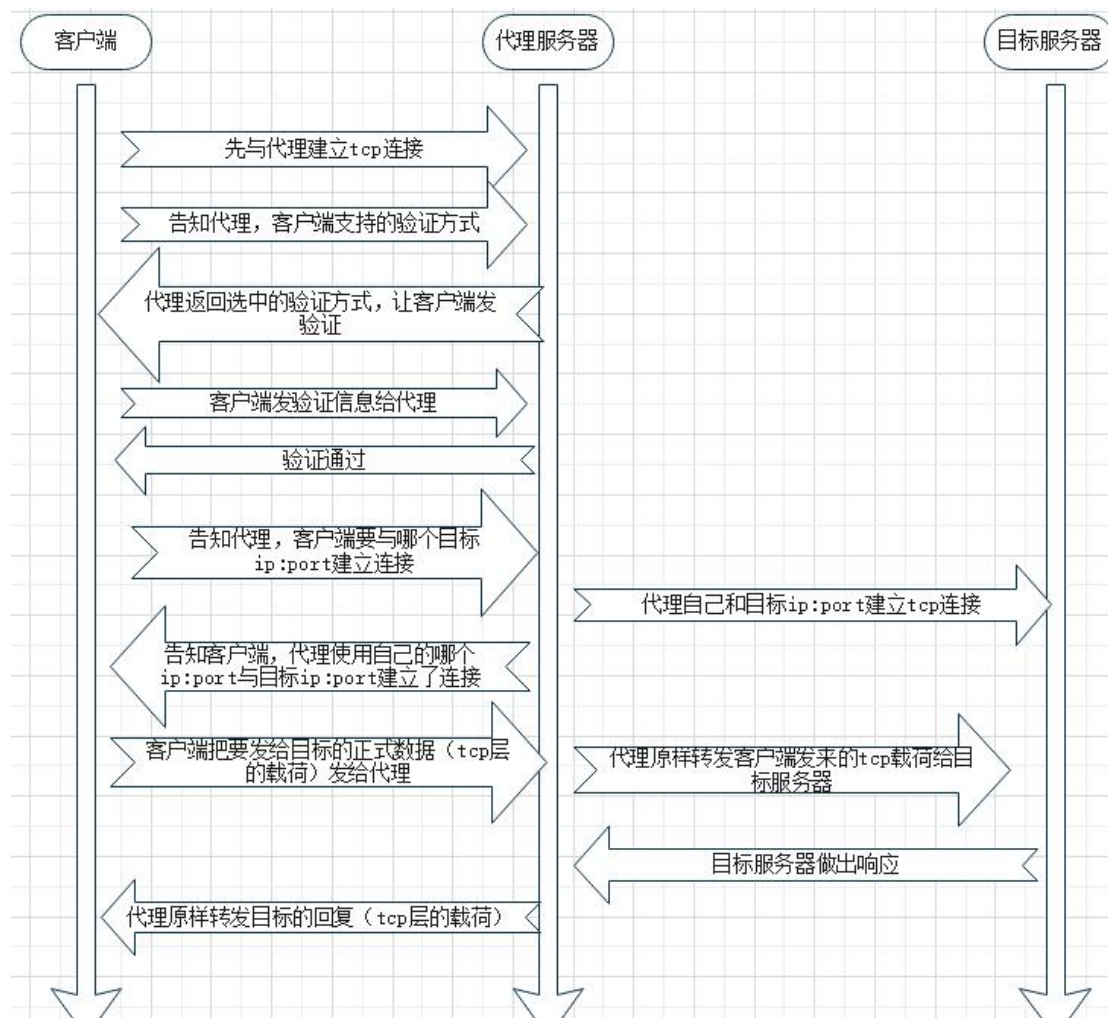 客户端
代理服务器
目标服务器
先与代理建立tcp连接
告知代理，客户端支持的验证方式
代理返回选中的验证方式，让客户端发
验证
客户端发验证信息给代理
验证通过
告知代理，客户端要与哪个目标
ip:port建立连接
代理自己和目标ip:port建立tcp连接
告知客户端，代理使用自己的哪个
ip:port与目标ip:port建立了连接
客户端把要发给目标的正式数据（tcp层
的载荷）发给代理
代理原样转发客户端发来的tcp载荷给目
标服务器
目标服务器做出响应
代理原样转发目标的回复（tcp层的载荷）